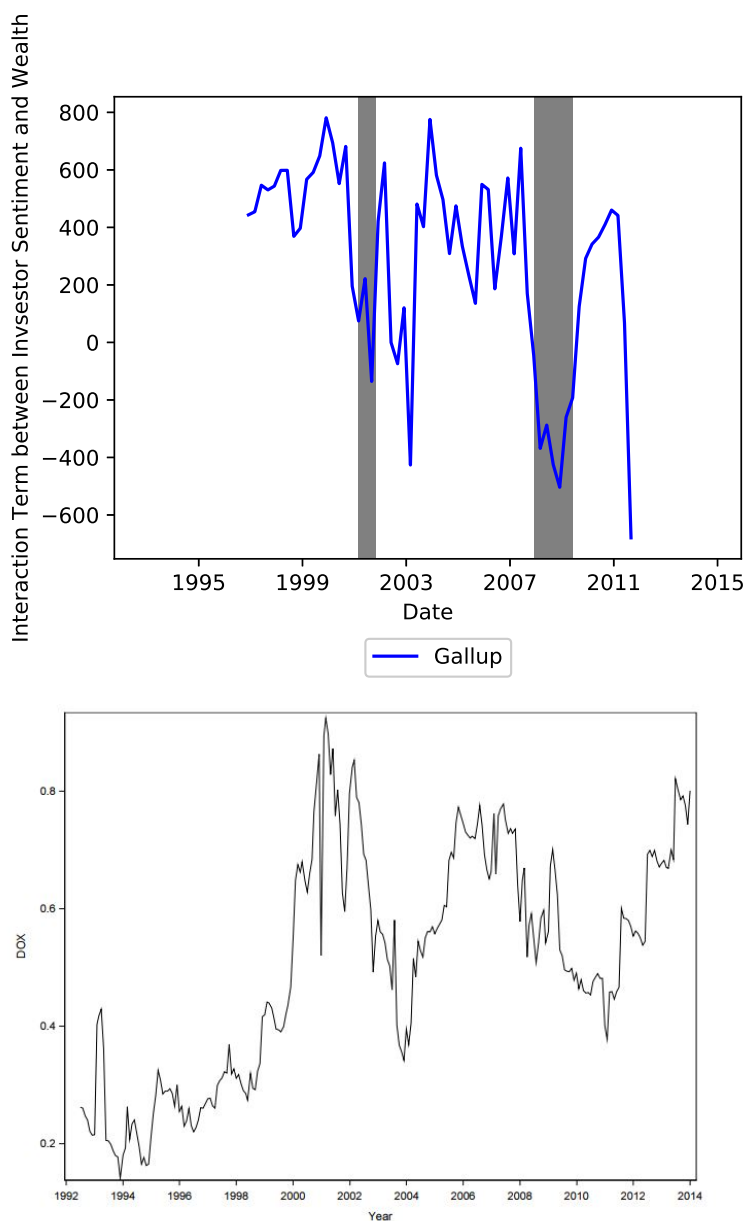 Interaction Term between Invsestor Sentiment and Wealth
800
600
400
200
0
−200
−400
−600
1995 1999 2003 2007 2011 2015
Date
Gallup
DOX
0.8
0.6
0.4
0.2
1992 1994 1996 1998 2000 2002 2004 2006 2008 2010 2012 2014
Year